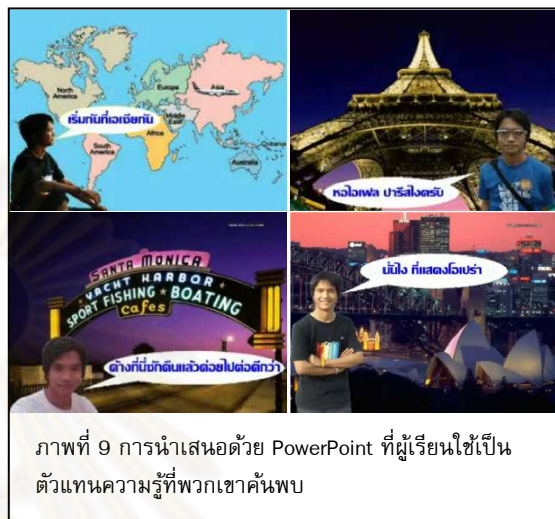 North America
Europe
Asia
Middle East
Africa
South America
Oceania
Australia
เริ่มกันที่เอเชียกัน
หอไอเฟล ปารีสไงครับ
SANTA MONICA
YACHT HARBOR
SPORT FISHING ★ BOATING
cafes
ค้างที่นี่ซักคืนแล้วค่อยไปต่อดีกว่า
นั่นไง ที่แสดงโอเปร่า
ภาพที่ 9 การนำเสนอด้วย PowerPoint ที่ผู้เรียนใช้เป็น
ตัวแทนความรู้ที่พวกเขาค้นพบ